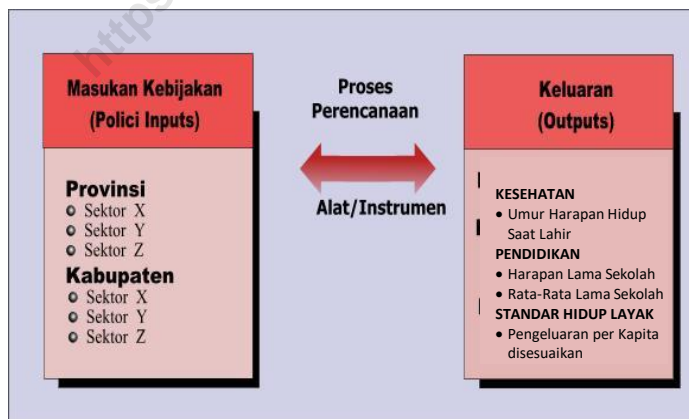 https
Masukan Kebijakan
(Polici Inputs)
Provinsi
Sektor X
Sektor Y
Sektor Z
Kabupaten
Sektor X
Sektor Y
Sektor Z
Proses
Perencanaan
Alat/Instrumen
Keluaran
(Outputs)
KESEHATAN
• Umur Harapan Hidup
Saat Lahir
PENDIDIKAN
• Harapan Lama Sekolah
• Rata-Rata Lama Sekolah
STANDAR HIDUP LAYAK
• Pengeluaran per Kapita
disesuaikan